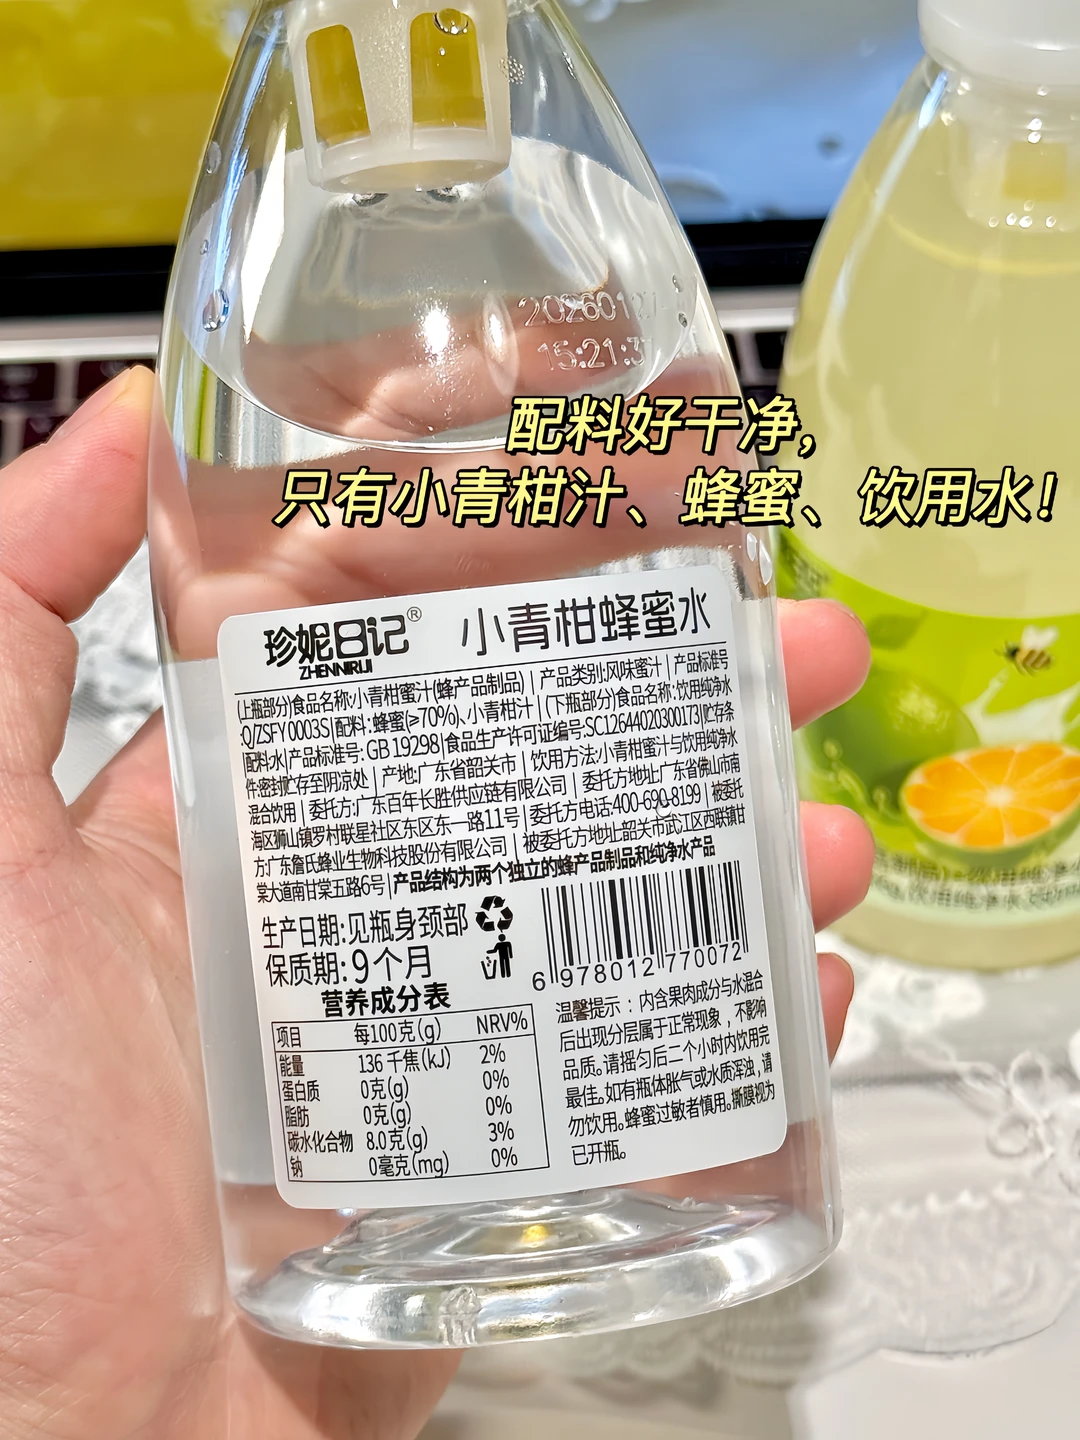 20260127
15:21:37
配料好干净，
只有小青柑汁、蜂蜜、饮用水！
珍妮日记®
ZHENNIRIJI
小青柑蜂蜜水
(上瓶部分)食品名称:小青柑蜜汁(蜂产品制品)｜产品类别:风味蜜汁｜产品标准号
:Q/ZSFY0003S|配料:蜂蜜(≥70%)、小青柑汁｜(下瓶部分)食品名称:饮用纯净水
配料:水|产品标准号:GB 19298|食品生产许可证编号:SC12644020300173|贮存条
件:密封贮存至阴凉处｜产地:广东省韶关市｜饮用方法:小青柑蜜汁与饮用纯净水
混合饮用｜委托方:广东百年长胜供应链有限公司｜委托方地址:广东省佛山市南
海区狮山镇罗村联星社区东区东一路11号｜委托方电话:400-690-8199｜被委托
方:广东詹氏蜂业生物科技股份有限公司｜被委托方地址:韶关市武江区西联镇甘
棠大道南甘棠五路6号|产品结构为两个独立的蜂产品制品和纯净水产品
生产日期:见瓶身颈部
保质期:9个月
6 978012 770072
营养成分表
项目 每100克(g) NRV%
能量 136千焦(kJ) 2%
蛋白质 0克(g) 0%
脂肪 0克(g) 0%
碳水化合物 8.0克(g) 3%
钠 0毫克(mg) 0%
温馨提示：内含果肉成分与水混合
后出现分层属于正常现象，不影响
品质。请摇匀后二个小时内饮用完
最佳。如有瓶体胀气或水质浑浊,请
勿饮用。蜂蜜过敏者慎用。撕膜视为
已开瓶。